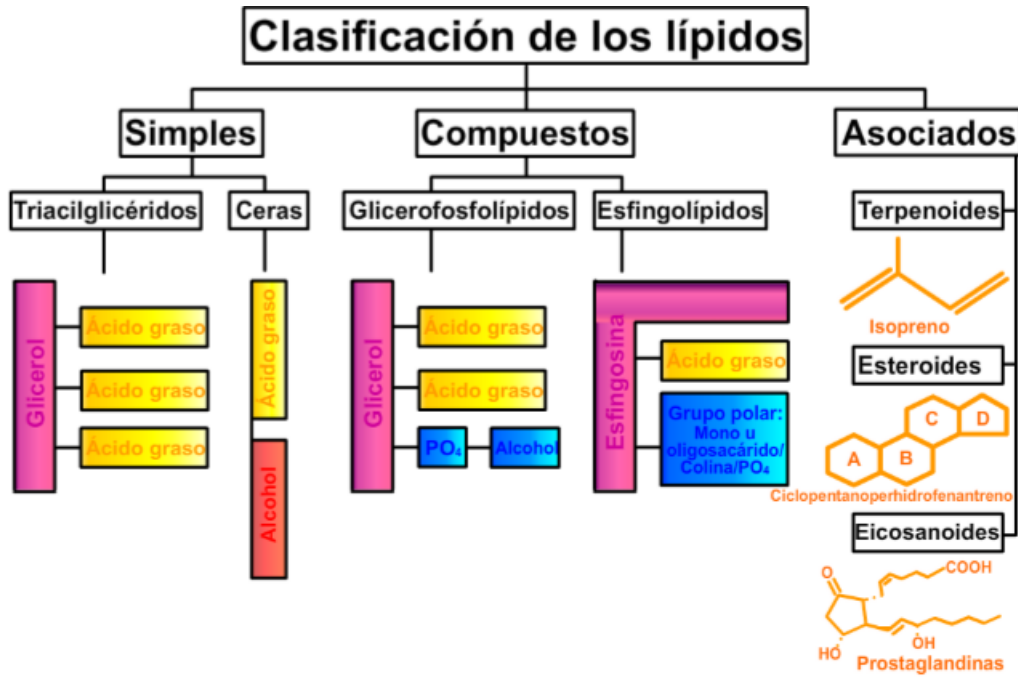 Clasificación de los lípidos
Simples
Compuestos
Asociados
Triacilglicéridos
Ceras
Glicerofosfolípidos
Esfingolípidos
Terpenoides
Glicerol
Ácido graso
Ácido graso
Ácido graso
Ácido graso
Alcohol
Glicerol
Ácido graso
Ácido graso
PO₄
Alcohol
Esfingosina
Ácido graso
Grupo polar:
Mono u
oligosacárido/
Colina/PO₄
Isopreno
Esteroides
A
B
C
D
Ciclopentanoperhidrofenantreno
Eicosanoides
O
COOH
HO
OH
Prostaglandinas